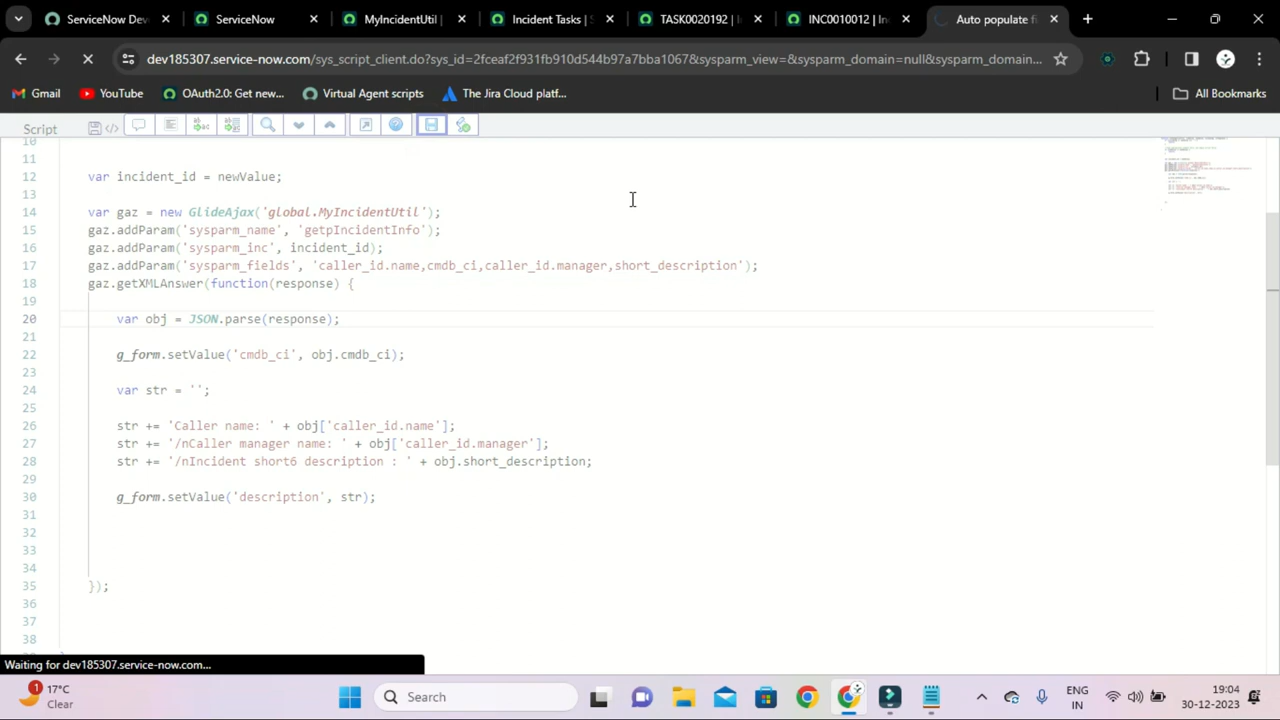 ServiceNow Dev
ServiceNow
MyIncidentUtil |
Incident Tasks | S
TASK0020192 | I
INC0010012 | Inc
Auto populate fi
dev185307.service-now.com/sys_script_client.do?sys_id=2fc6af2f931fb910d544b97a7bba1067&sysparm_view=&sysparm_domain=null&sysparm_domain...
Gmail
YouTube
OAuth2.0: Get new...
Virtual Agent scripts
The Jira Cloud platf...
All Bookmarks
Script
10
11
12 var incident_id = newValue;
13
14 var gaz = new GlideAjax('global.MyIncidentUtil');
15 gaz.addParam('sysparm_name', 'getpIncidentInfo');
16 gaz.addParam('sysparm_inc', incident_id);
17 gaz.addParam('sysparm_fields', 'caller_id.name,cmdb_ci,caller_id.manager,short_description');
18 gaz.getXMLAnswer(function(response) {
19
20 var obj = JSON.parse(response);
21
22 g_form.setValue('cmdb_ci', obj.cmdb_ci);
23
24 var str = '';
25
26 str += 'Caller name: ' + obj['caller_id.name'];
27 str += '/nCaller manager name: ' + obj['caller_id.manager'];
28 str += '/nIncident short6 description : ' + obj.short_description;
29
30 g_form.setValue('description', str);
31
32
33
34
35 });
36
37
38
Waiting for dev185307.service-now.com...
1
17°C
Clear
Search
ENG
IN
19:04
30-12-2023